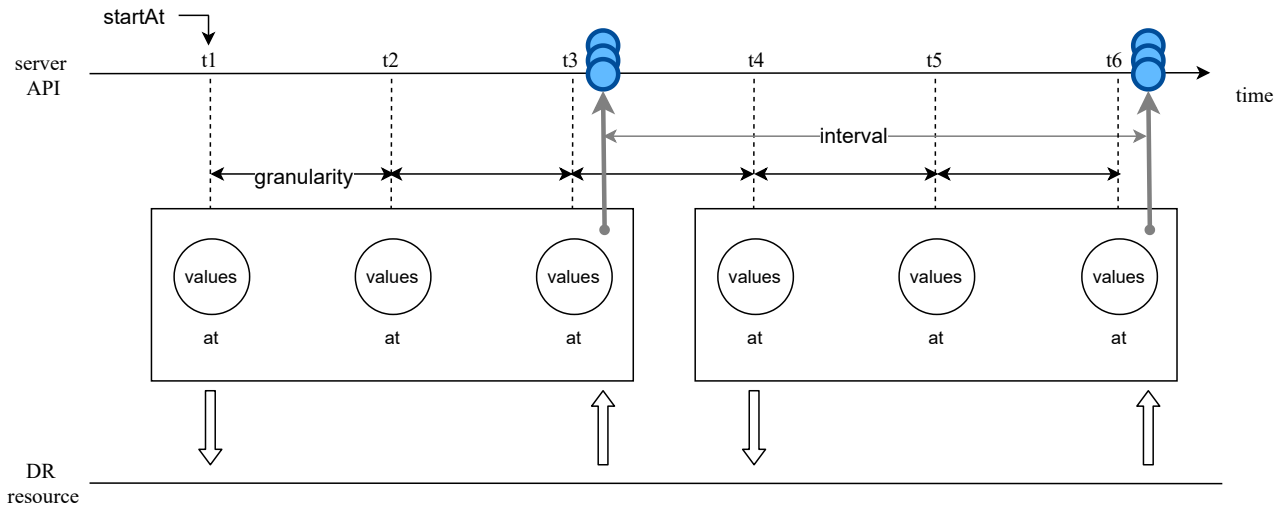 startAt
server
API
t1
t2
t3
t4
t5
t6
time
interval
granularity
values
values
values
values
values
values
at
at
at
at
at
at
DR
resource